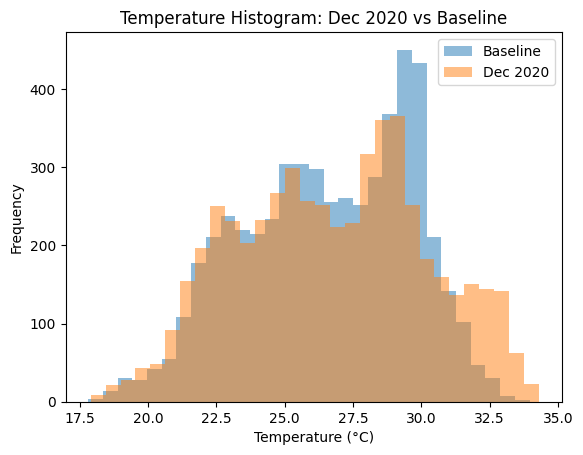 Temperature Histogram: Dec 2020 vs Baseline
Baseline
Dec 2020
Frequency
400
300
200
100
0
17.5 20.0 22.5 25.0 27.5 30.0 32.5 35.0
Temperature (°C)